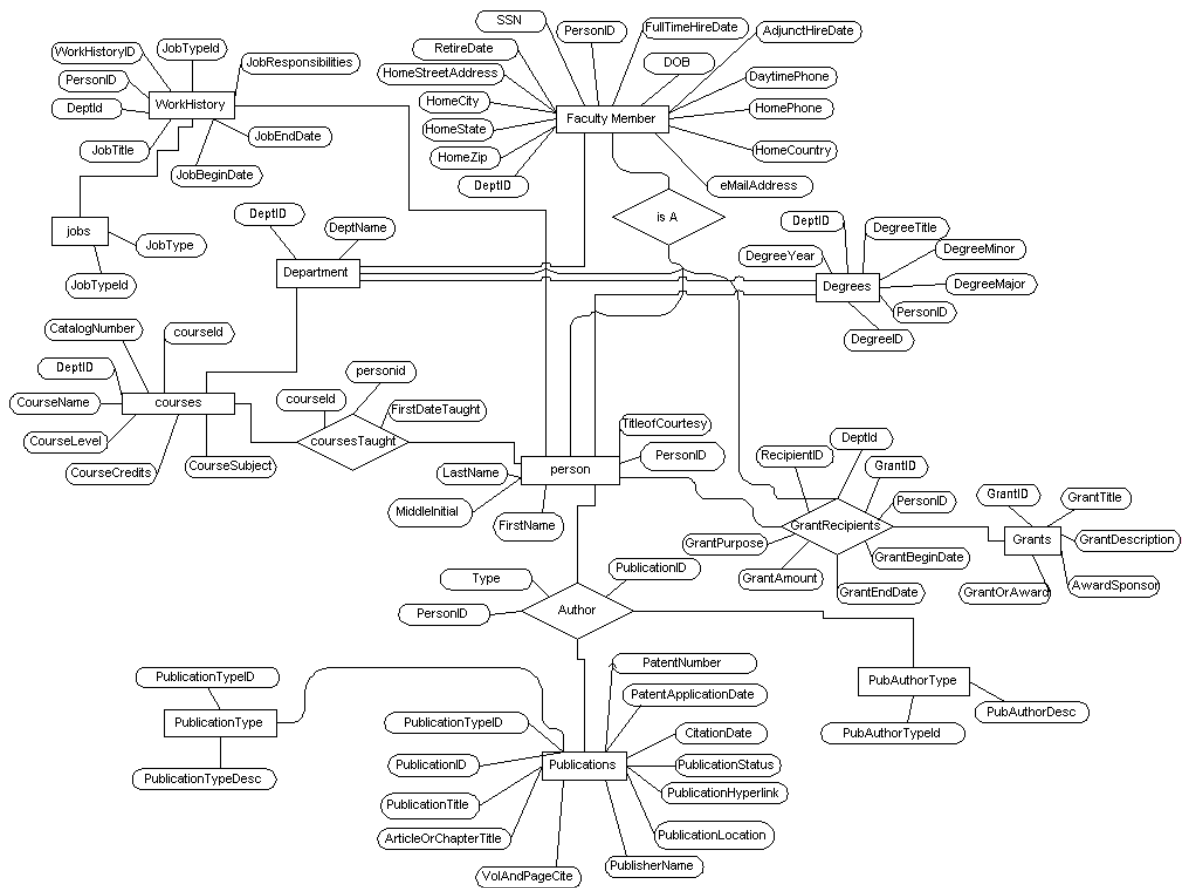 SSN
PersonID
FullTimeHireDate
AdjunctHireDate
WorkHistoryID
JobTypeId
RetireDate
JobResponsibilities
DOB
PersonID
HomeStreetAddress
DaytimePhone
DeptId
WorkHistory
HomeCity
Faculty Member
HomePhone
HomeState
JobTitle
JobEndDate
HomeZip
HomeCountry
JobBeginDate
DeptID
eMailAddress
DeptID
is A
DeptID
DegreeTitle
jobs
JobType
DeptName
DegreeYear
DegreeMinor
Department
Degrees
DegreeMajor
JobTypeId
PersonID
DegreeID
CatalogNumber
courseId
DeptID
personid
CourseName
courses
courseId
FirstDateTaught
CourseLevel
coursesTaught
TitleofCourtesy
DeptId
CourseCredits
CourseSubject
LastName
person
PersonID
RecipientID
GrantID
MiddleInitial
FirstName
PersonID
GrantID
GrantTitle
GrantPurpose
GrantRecipients
Grants
GrantDescription
GrantBeginDate
GrantAmount
GrantEndDate
GrantOrAward
AwardSponsor
Type
PublicationID
PersonID
Author
PublicationTypeID
PatentNumber
PubAuthorType
PublicationType
PublicationTypeID
PatentApplicationDate
PubAuthorDesc
CitationDate
PubAuthorTypeId
PublicationTypeDesc
PublicationID
Publications
PublicationStatus
PublicationHyperlink
PublicationTitle
ArticleOrChapterTitle
PublicationLocation
VolAndPageCite
PublisherName